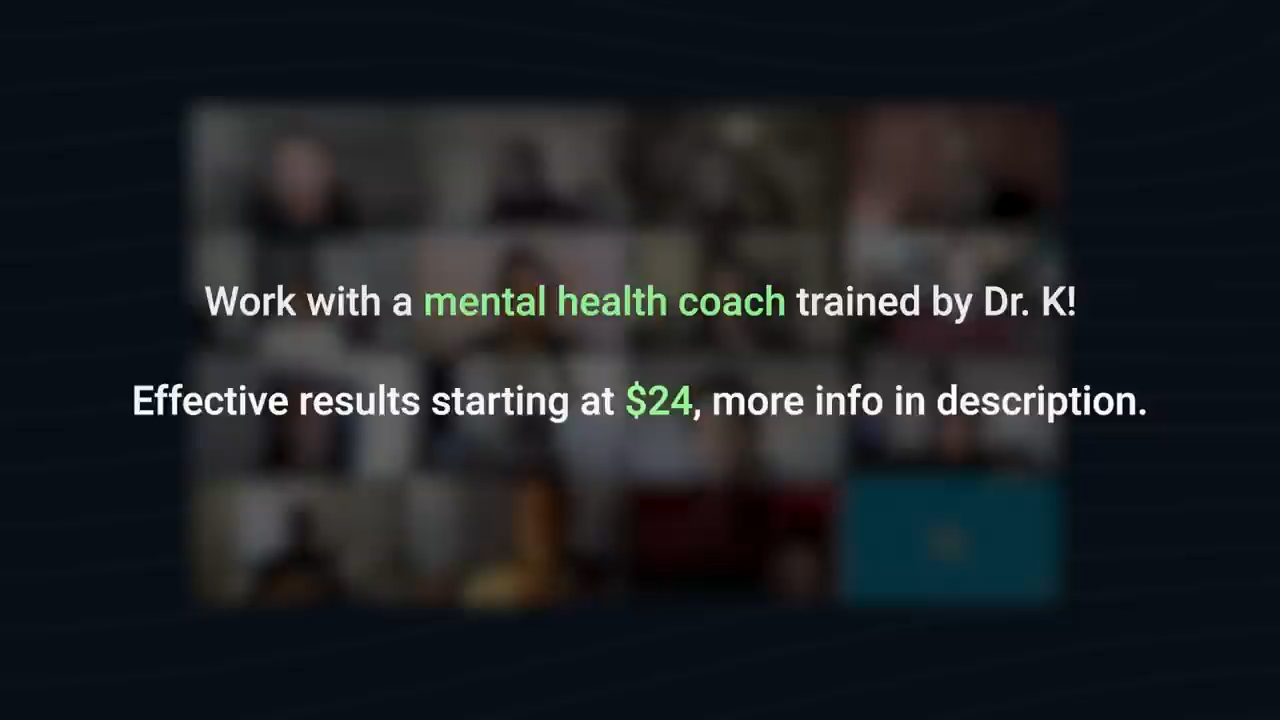 Work with a mental health coach trained by Dr. K!
Effective results starting at $24, more info in description.